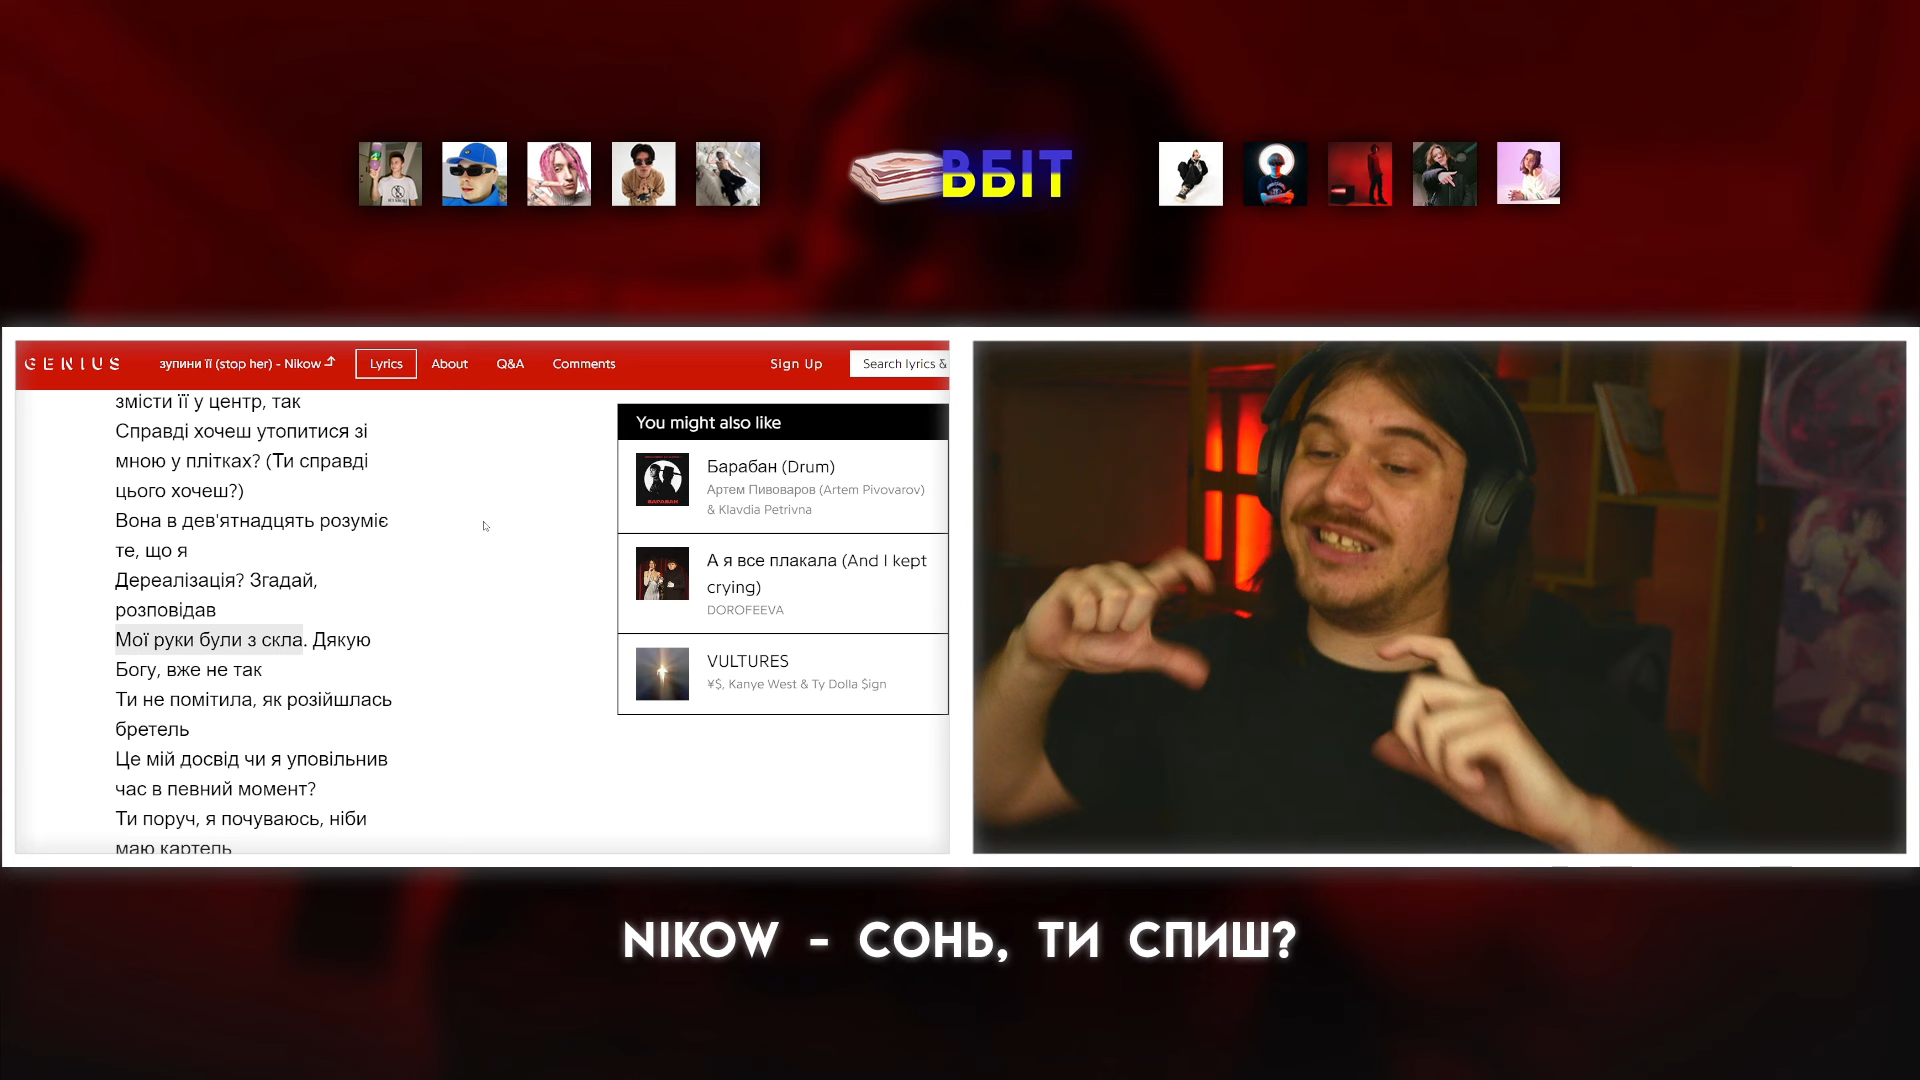 ВБІТ
GENIUS
зупини її (stop her) - Nikow
Lyrics
About
Q&A
Comments
Sign Up
Search lyrics &
змісти її у центр, так
Справді хочеш утопитися зі
мною у плітках? (Ти справді
цього хочеш?)
Вона в дев'ятнадцять розуміє
те, що я
Дереалізація? Згадай,
розповідав
Мої руки були з скла. Дякую
Богу, вже не так
Ти не помітила, як розійшлась
бретель
Це мій досвід чи я уповільнив
час в певний момент?
Ти поруч, я почуваюсь, ніби
маю картель
You might also like
Барабан (Drum)
Артем Пивоваров (Artem Pivovarov)
& Klavdia Petrivna
БАРАБАН
А я все плакала (And I kept
crying)
DOROFEEVA
VULTURES
¥$, Kanye West & Ty Dolla $ign
NIKOW - СОНЬ, ТИ СПИШ?